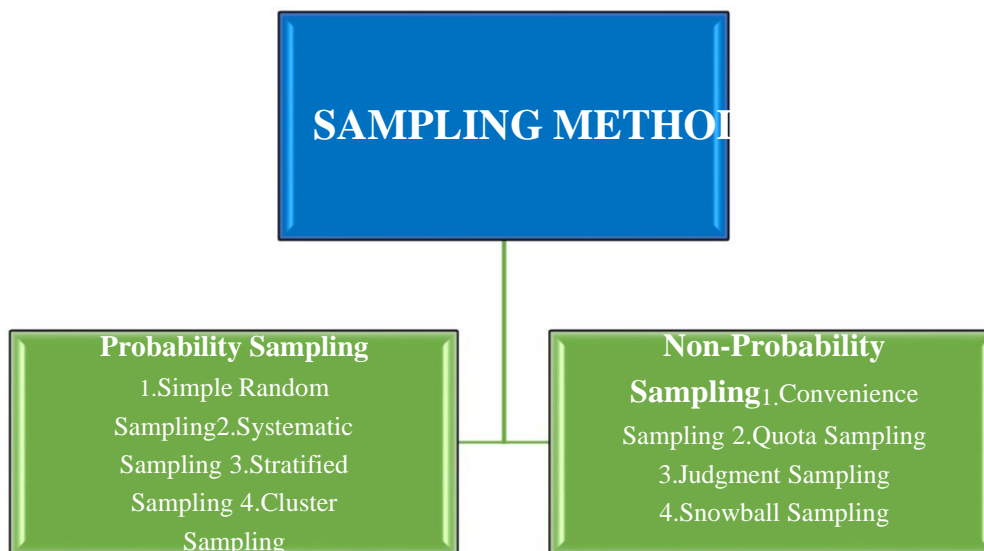 SAMPLING METHOD
Probability Sampling
1.Simple Random
Sampling2.Systematic
Sampling 3.Stratified
Sampling 4.Cluster
Sampling
Non-Probability
Sampling1.Convenience
Sampling 2.Quota Sampling
3.Judgment Sampling
4.Snowball Sampling